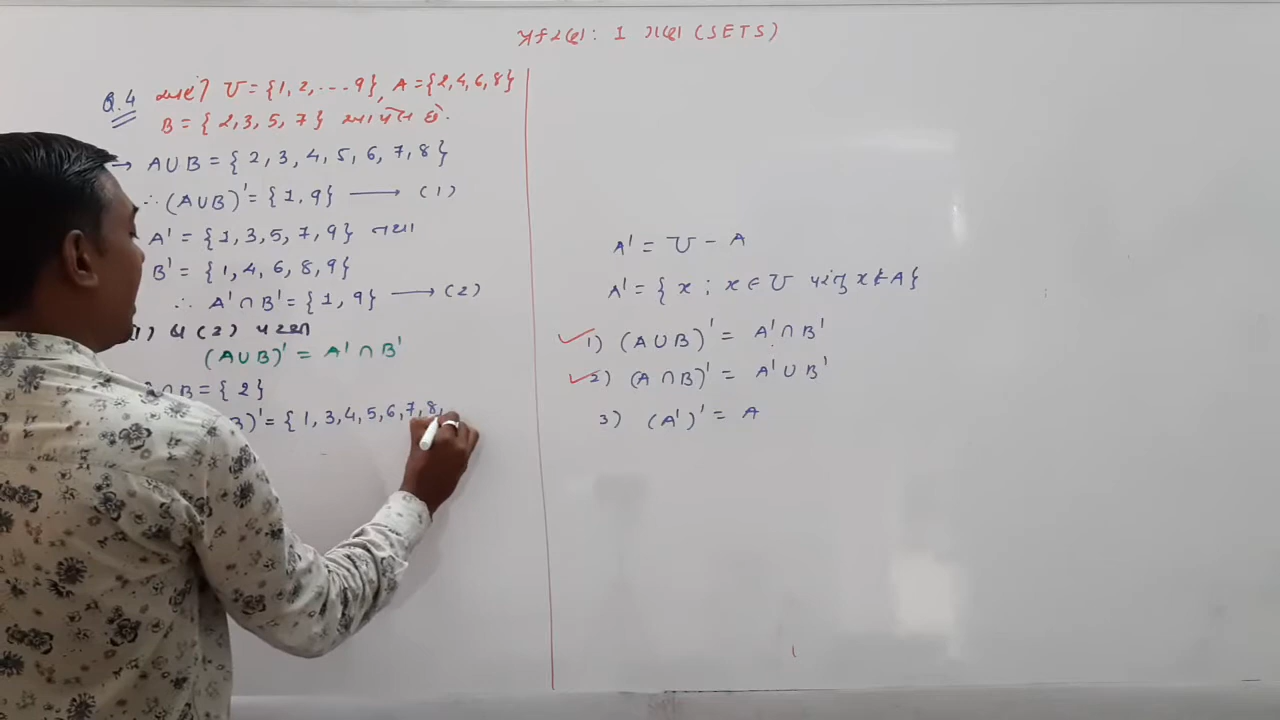 પ્રકરણ: 1 ગણ (SETS)
Q.4 U = {1, 2, ... 9}, A = {2, 4, 6, 8}
B = {2, 3, 5, 7} આપેલ છે.
→ A∪B = {2, 3, 4, 5, 6, 7, 8}
∴ (A∪B)' = {1, 9} ⟶ (1)
A' = {1, 3, 5, 7, 9} તથા
B' = {1, 4, 6, 8, 9}
∴ A'∩B' = {1, 9} ⟶ (2)
1) વ (2) પરથી
(A∪B)' = A'∩B'
∩B = {2}
B)' = {1, 3, 4, 5, 6, 7, 8,
A' = U - A
A' = {x ; x∈U પરંતુ x∉A}
1) (A∪B)' = A'∩B'
2) (A∩B)' = A'∪B'
3) (A')' = A